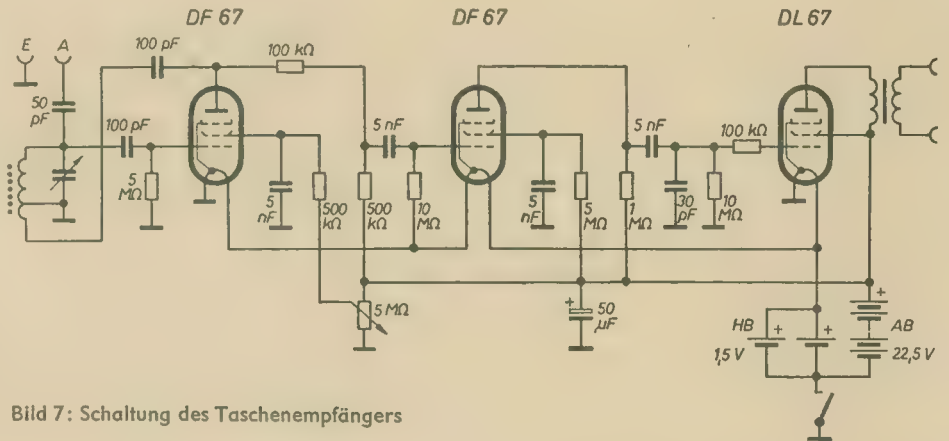 DF 67
DF 67
DL 67
E
A
100 pF
100 kΩ
50
pF
100 pF
5 nF
5 nF
100 kΩ
5
MΩ
5
nF
500
kΩ
500
kΩ
10
MΩ
5
nF
5
MΩ
1
MΩ
30
pF
10
MΩ
5 MΩ
+
50
µF
HB
1,5 V
+
+
+
AB
22,5 V
Bild 7: Schaltung des Taschenempfängers